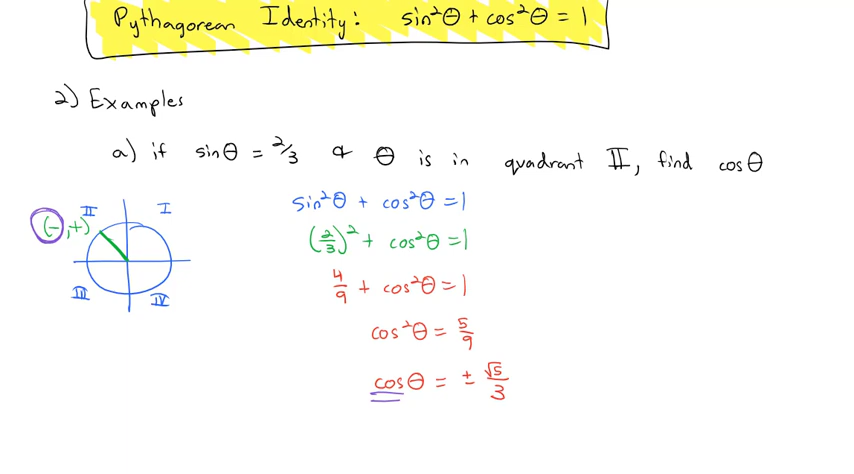 Pythagorean Identity: sin²θ + cos²θ = 1
2) Examples
a) if sinθ = 2/3 & θ is in quadrant II, find cosθ
II I
(-,+)
III IV
sin²θ + cos²θ = 1
(2/3)² + cos²θ = 1
4/9 + cos²θ = 1
cos²θ = 5/9
cosθ = ± √5/3